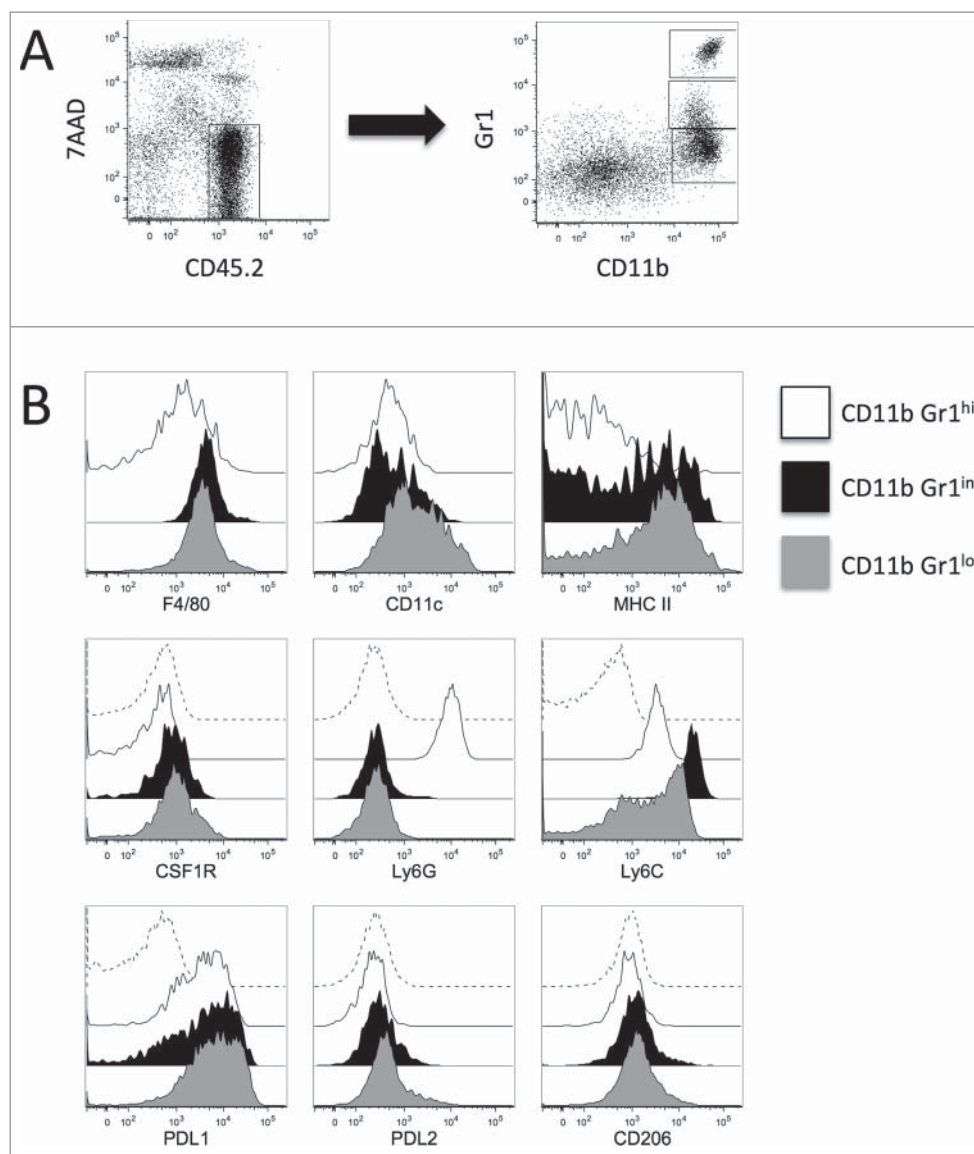 A
7AAD
10⁵
10⁴
10³
10²
0
0 10² 10³ 10⁴ 10⁵
CD45.2
Gr1
10⁵
10⁴
10³
10²
0
0 10² 10³ 10⁴ 10⁵
CD11b
B
0 10² 10³ 10⁴ 10⁵
F4/80
0 10² 10³ 10⁴ 10⁵
CD11c
0 10² 10³ 10⁴ 10⁵
MHC II
CD11b Gr1hi
CD11b Gr1in
CD11b Gr1lo
0 10² 10³ 10⁴ 10⁵
CSF1R
0 10² 10³ 10⁴ 10⁵
Ly6G
0 10² 10³ 10⁴ 10⁵
Ly6C
0 10² 10³ 10⁴ 10⁵
PDL1
0 10² 10³ 10⁴ 10⁵
PDL2
0 10² 10³ 10⁴ 10⁵
CD206